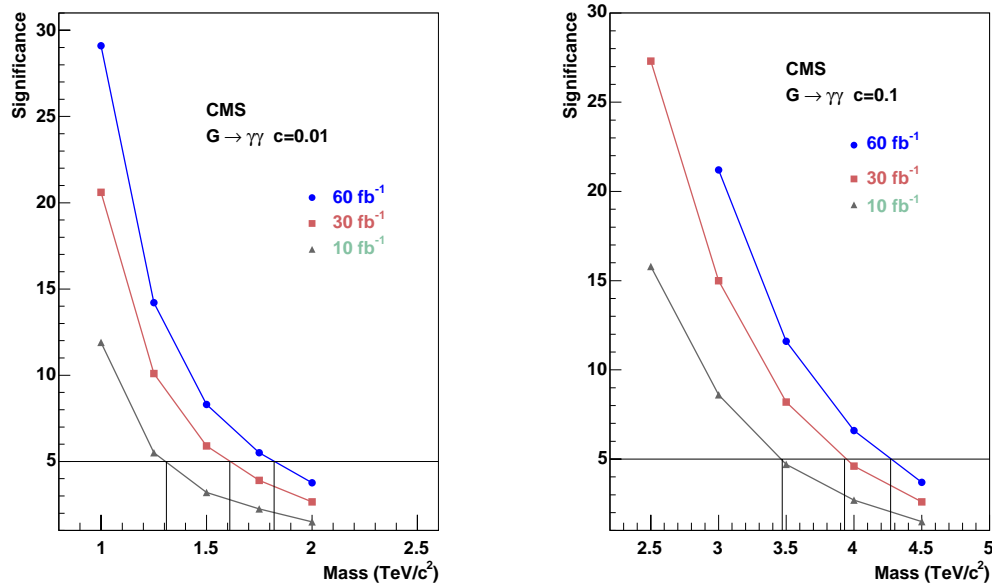 Significance
30
25
20
15
10
5
CMS
G → γγ c=0.01
60 fb⁻¹
30 fb⁻¹
10 fb⁻¹
1
1.5
2
2.5
Mass (TeV/c²)
Significance
30
25
20
15
10
5
CMS
G → γγ c=0.1
60 fb⁻¹
30 fb⁻¹
10 fb⁻¹
2.5
3
3.5
4
4.5
5
Mass (TeV/c²)